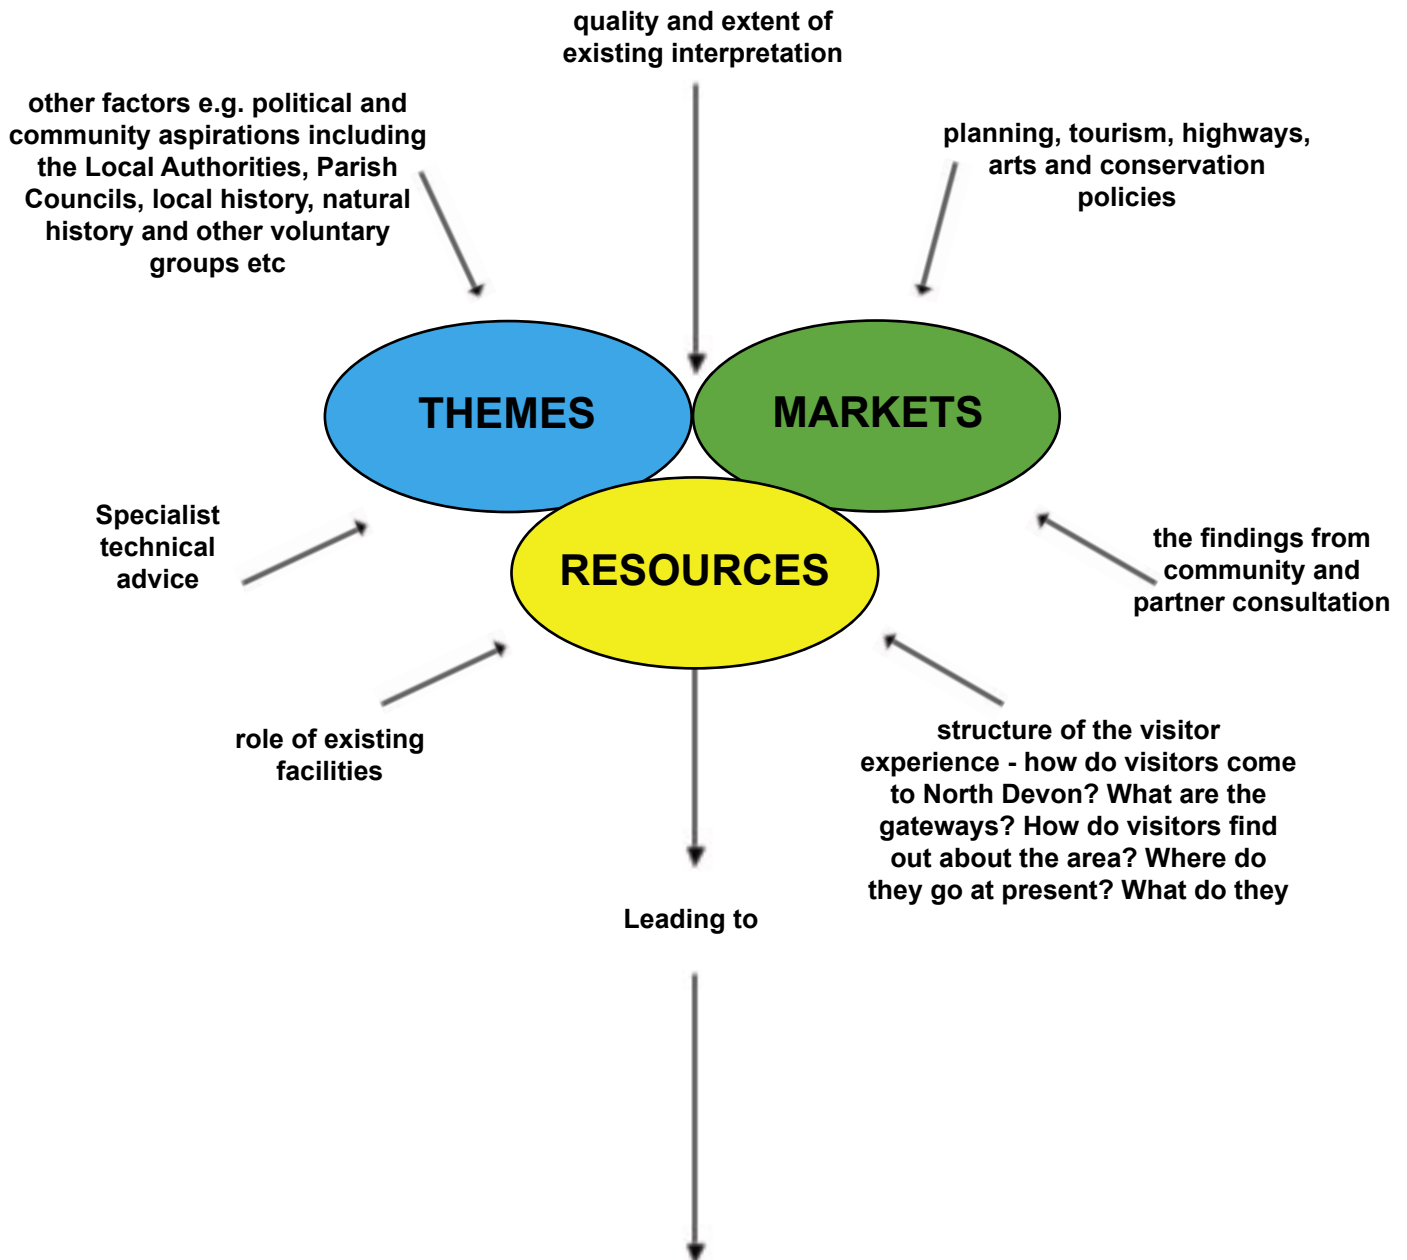 quality and extent of
existing interpretation
other factors e.g. political and
community aspirations including
the Local Authorities, Parish
Councils, local history, natural
history and other voluntary
groups etc
planning, tourism, highways,
arts and conservation
policies
THEMES
MARKETS
RESOURCES
Specialist
technical
advice
the findings from
community and
partner consultation
role of existing
facilities
structure of the visitor
experience - how do visitors come
to North Devon? What are the
gateways? How do visitors find
out about the area? Where do
they go at present? What do they
Leading to